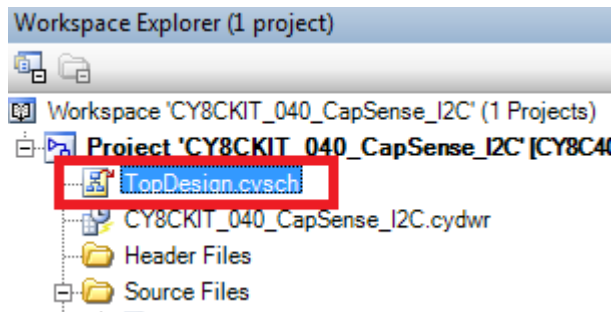 Workspace Explorer (1 project)
Workspace 'CY8CKIT_040_CapSense_I2C' (1 Projects)
Project 'CY8CKIT_040_CapSense_I2C' [CY8C40
TopDesign.cysch
CY8CKIT_040_CapSense_I2C.cydwr
Header Files
Source Files